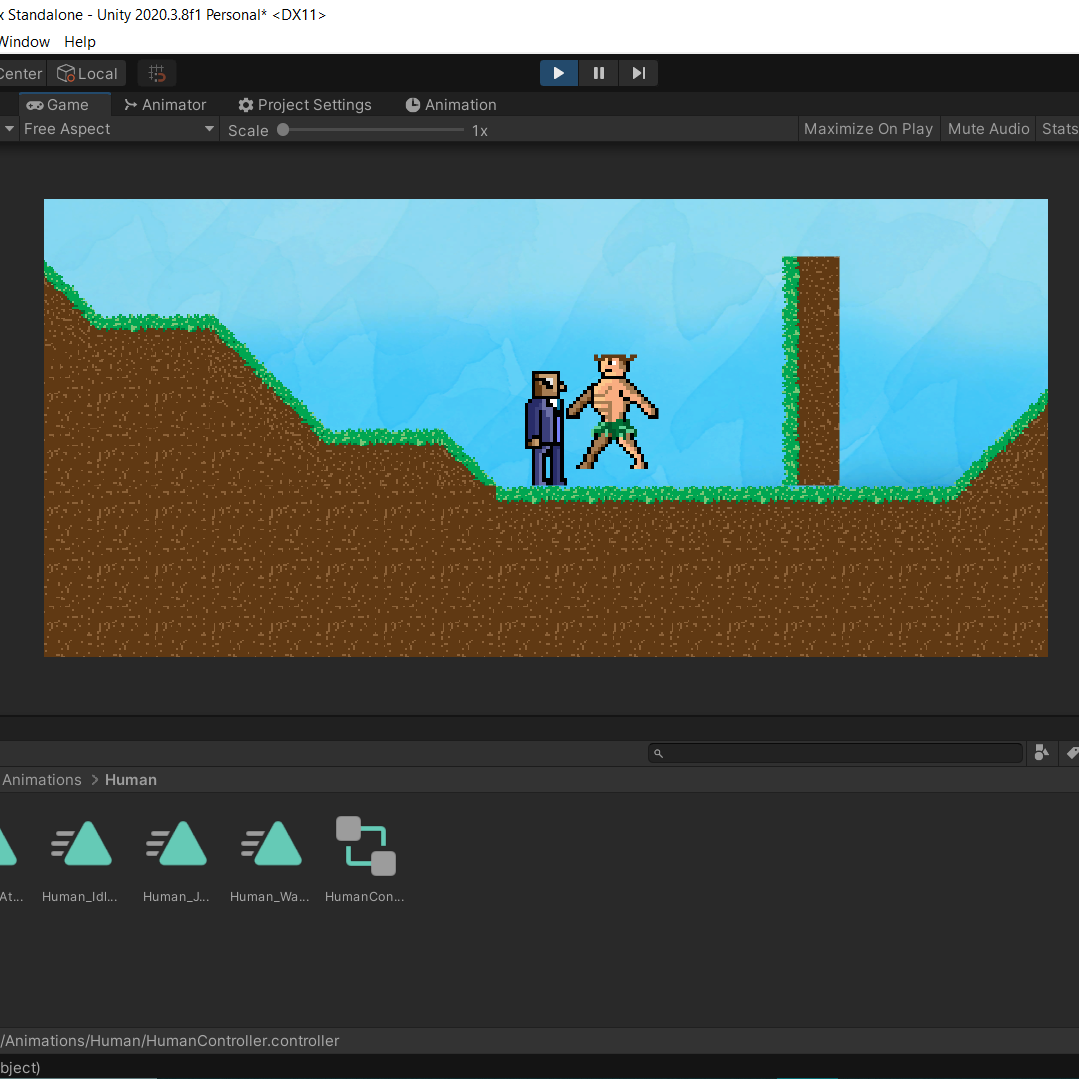 x Standalone - Unity 2020.3.8f1 Personal* <DX11>
Window Help
Center Local
Game Animator Project Settings Animation
Free Aspect Scale 1x Maximize On Play Mute Audio Stats
Animations > Human
At... Human_Idl... Human_J... Human_Wa... HumanCon...
/Animations/Human/HumanController.controller
bject)